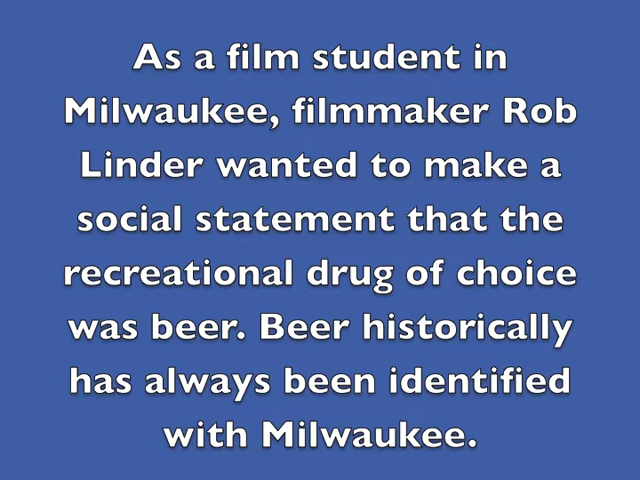 As a film student in
Milwaukee, filmmaker Rob
Linder wanted to make a
social statement that the
recreational drug of choice
was beer. Beer historically
has always been identified
with Milwaukee.